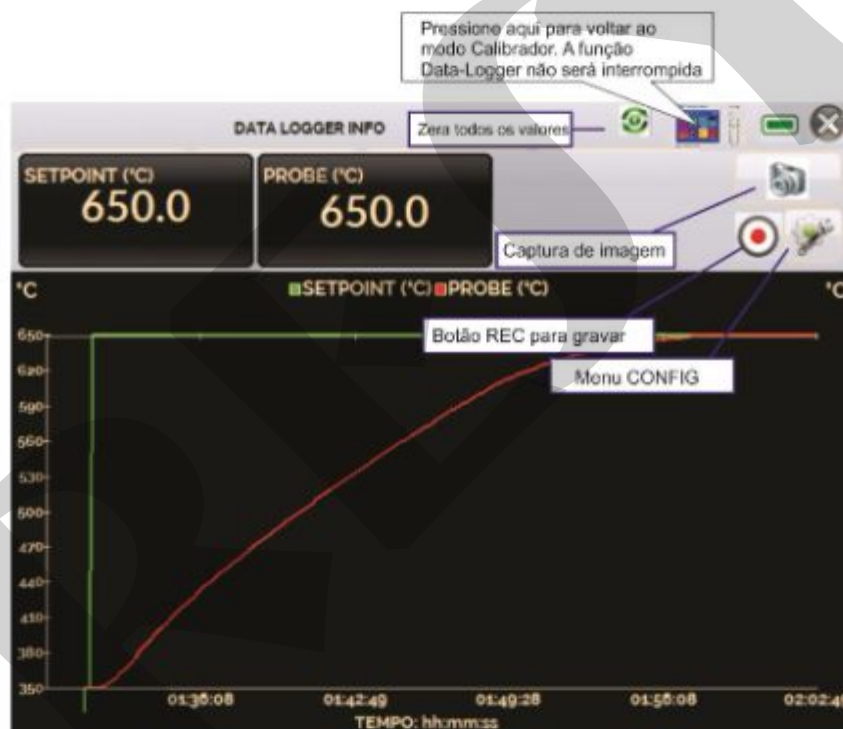 Pressione aqui para voltar ao
modo Calibrador. A função
Data-Logger não será interrompida
DATA LOGGER INFO
Zera todos os valores
SETPOINT (°C)
650.0
PROBE (°C)
650.0
Captura de imagem
°C
SETPOINT (°C) PROBE (°C)
°C
Botão REC para gravar
Menu CONFIG
650
620
590
560
530
500
470
440
410
380
350
01:36:08
01:42:49
01:49:28
01:56:08
02:02:49
TEMPO: hh:mm:ss